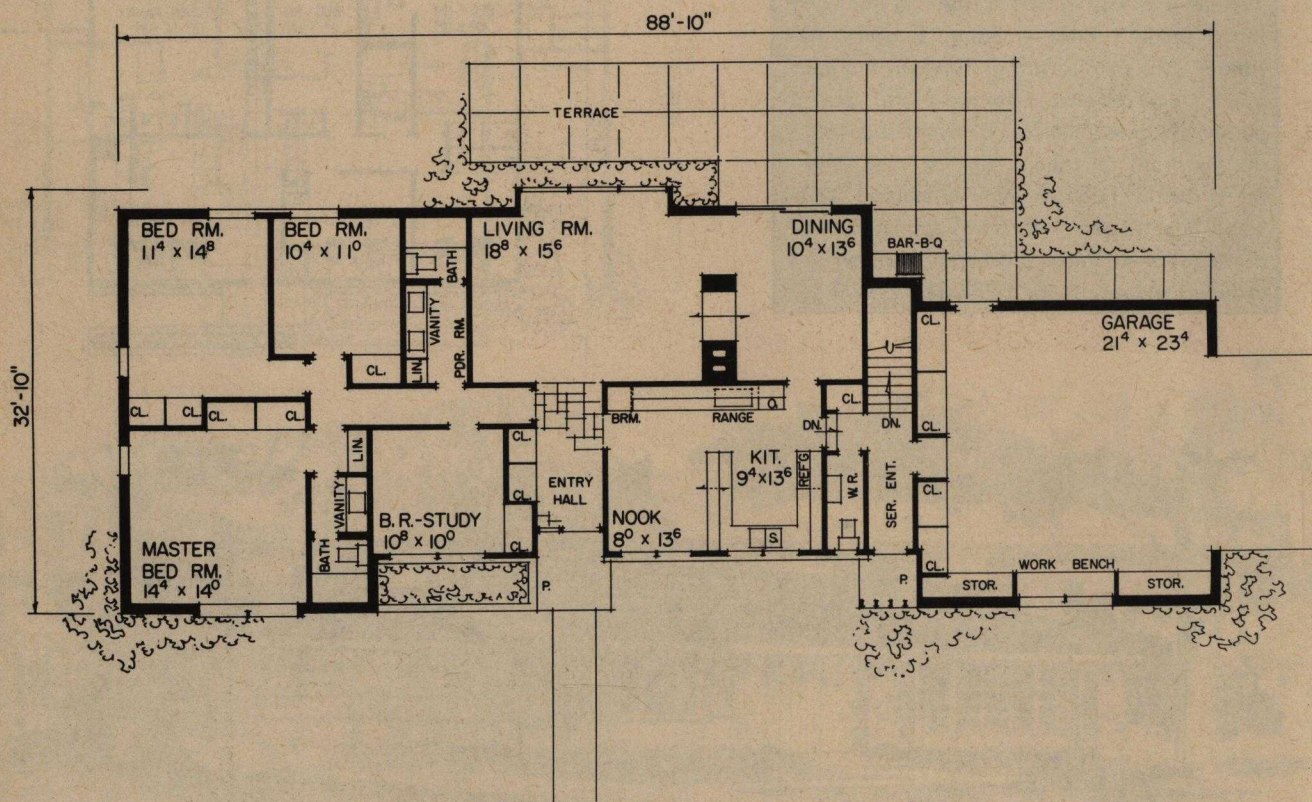 88'-10"
TERRACE
32'-10"
BED RM.
11⁴ x 14⁸
BED RM.
10⁴ x 11⁰
BATH
VANITY
LIN.
PDR. RM.
LIVING RM.
18⁸ x 15⁶
DINING
10⁴ x 13⁶
BAR-B-Q
GARAGE
21⁴ x 23⁴
CL.
CL.
CL.
CL.
CL.
CL.
CL.
CL.
CL.
LIN.
VANITY
BATH
MASTER
BED RM.
14⁴ x 14⁰
B.R.-STUDY
10⁸ x 10⁰
CL.
CL.
CL.
ENTRY
HALL
P.
BRM.
RANGE
O.
NOOK
8⁰ x 13⁶
KIT.
9⁴ x 13⁶
REF'G
S.
CL.
DN.
DN.
U
W.R.
SER. ENT.
P.
STOR.
WORK BENCH
STOR.